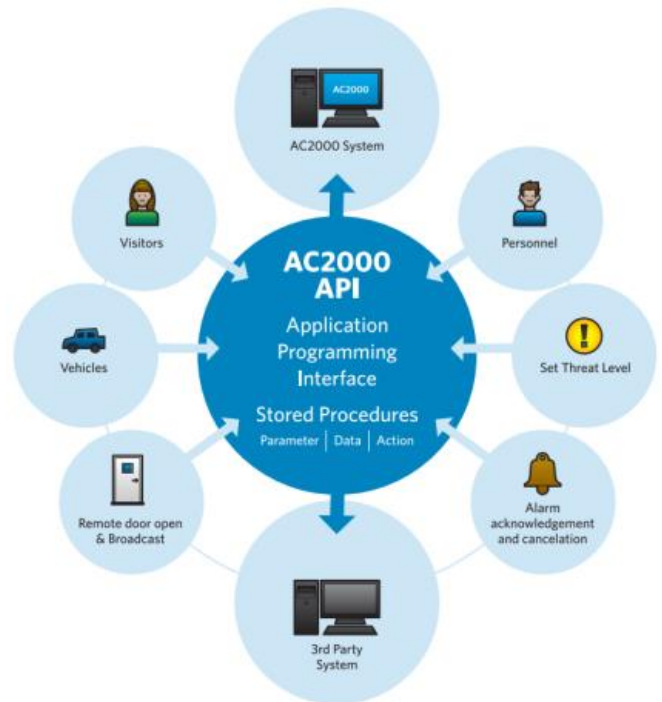 AC2000
AC2000 System
Visitors
Personnel
AC2000
API
Application
Programming
Interface
Stored Procedures
Parameter | Data | Action
Vehicles
Set Threat Level
Remote door open
& Broadcast
Alarm
acknowledgement
and cancelation
3rd Party
System